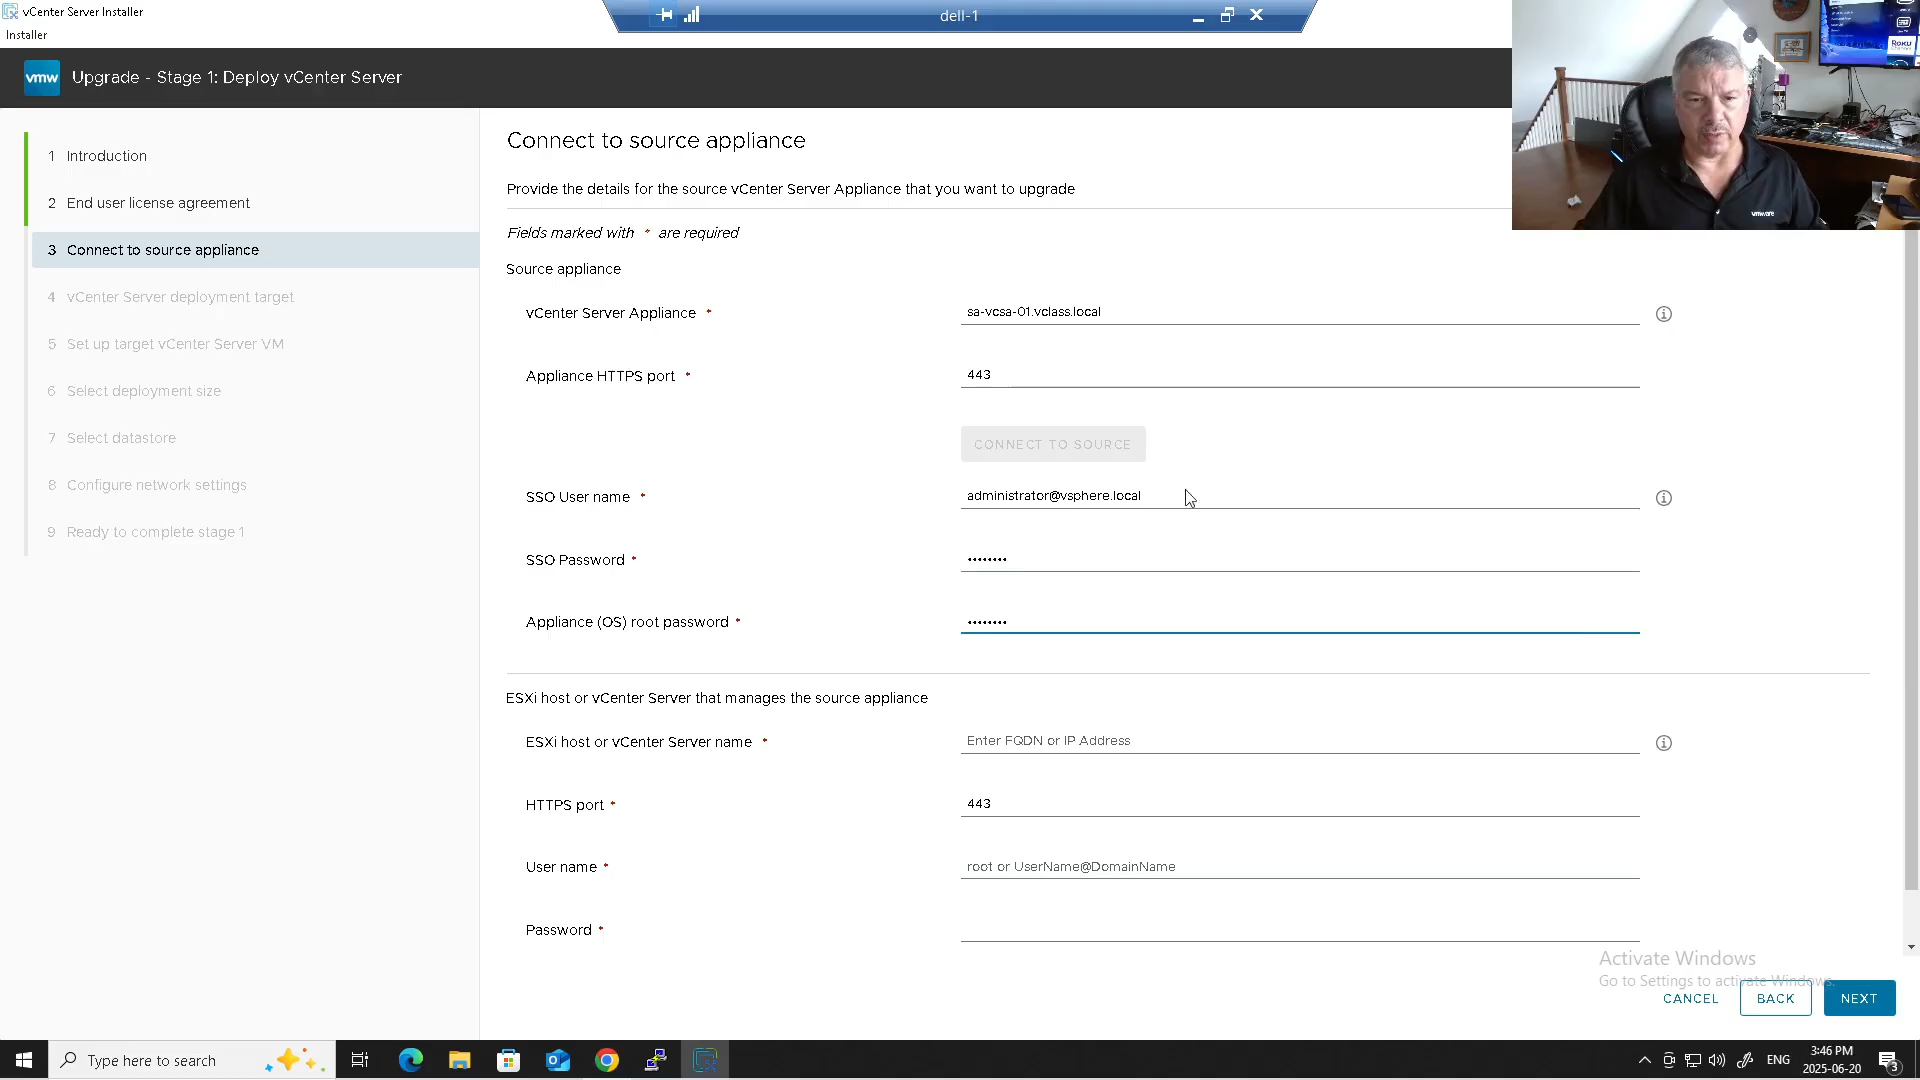 vCenter Server Installer
dell-1
Installer
vmw Upgrade - Stage 1: Deploy vCenter Server
1 Introduction
2 End user license agreement
3 Connect to source appliance
4 vCenter Server deployment target
5 Set up target vCenter Server VM
6 Select deployment size
7 Select datastore
8 Configure network settings
9 Ready to complete stage 1
Connect to source appliance
Provide the details for the source vCenter Server Appliance that you want to upgrade
Fields marked with * are required
Source appliance
vCenter Server Appliance * sa-vcsa-01.vclass.local
Appliance HTTPS port * 443
CONNECT TO SOURCE
SSO User name * administrator@vsphere.local
SSO Password * ••••••••
Appliance (OS) root password * ••••••••
ESXi host or vCenter Server that manages the source appliance
ESXi host or vCenter Server name * Enter FQDN or IP Address
HTTPS port * 443
User name * root or UserName@DomainName
Password *
Activate Windows
Go to Settings to activate Windows.
CANCEL BACK NEXT
Roku
vmware
Type here to search
ENG
3:46 PM
2025-06-20
3